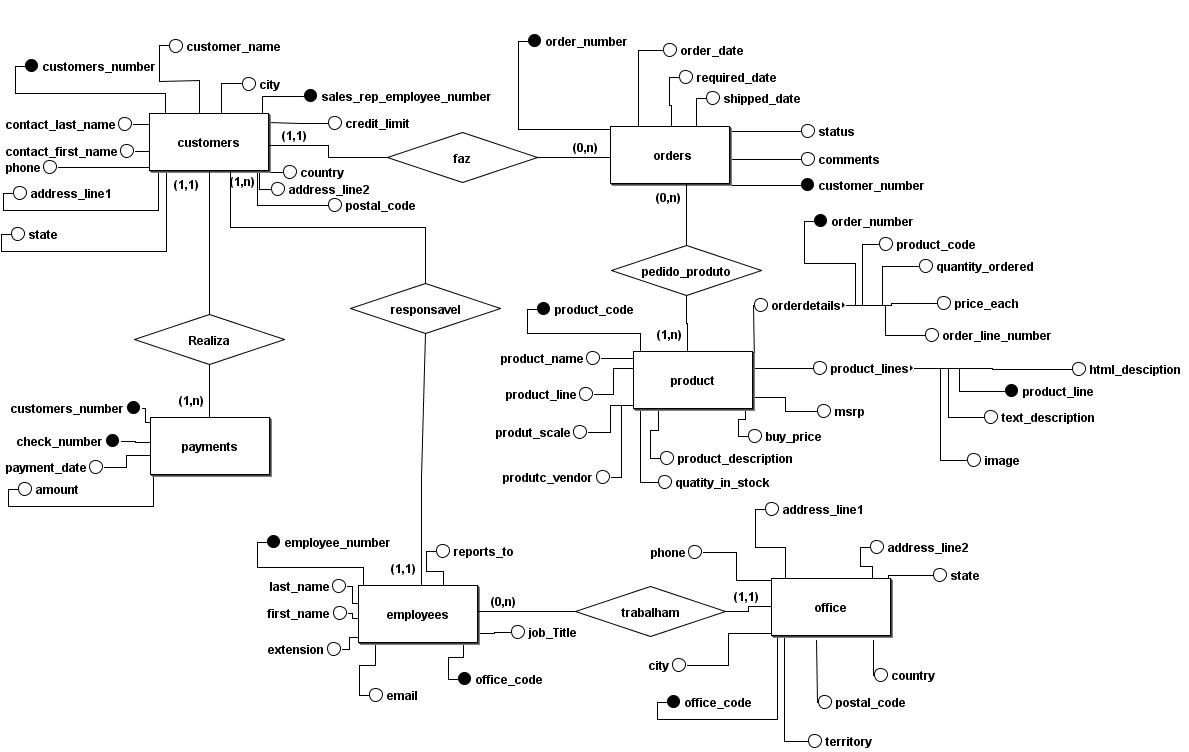 customer_name
customers_number
city
sales_rep_employee_number
contact_last_name
credit_limit
customers
(1,1)
contact_first_name
phone
country
(1,1)
(1,n)
address_line1
address_line2
postal_code
state
faz
(0,n)
order_number
order_date
required_date
shipped_date
orders
status
comments
customer_number
(0,n)
pedido_produto
(1,n)
order_number
product_code
quantity_ordered
orderdetails
price_each
order_line_number
product_code
product_name
product_line
product
product_lines
html_desciption
product_line
text_description
image
msrp
buy_price
produt_scale
product_description
produtc_vendor
quatity_in_stock
responsavel
Realiza
(1,n)
customers_number
check_number
payments
payment_date
amount
employee_number
reports_to
(1,1)
last_name
first_name
employees
(0,n)
extension
job_Title
office_code
email
trabalham
(1,1)
address_line1
phone
address_line2
state
office
city
country
office_code
postal_code
territory